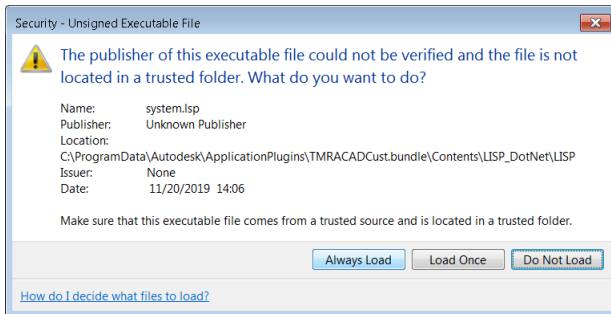 Security - Unsigned Executable File
The publisher of this executable file could not be verified and the file is not
located in a trusted folder. What do you want to do?
Name: system.lsp
Publisher: Unknown Publisher
Location:
C:\ProgramData\Autodesk\ApplicationPlugins\TMRACADCust.bundle\Contents\LISP_DotNet\LISP
Issuer: None
Date: 11/20/2019 14:06
Make sure that this executable file comes from a trusted source and is located in a trusted folder.
Always Load Load Once Do Not Load
How do I decide what files to load?